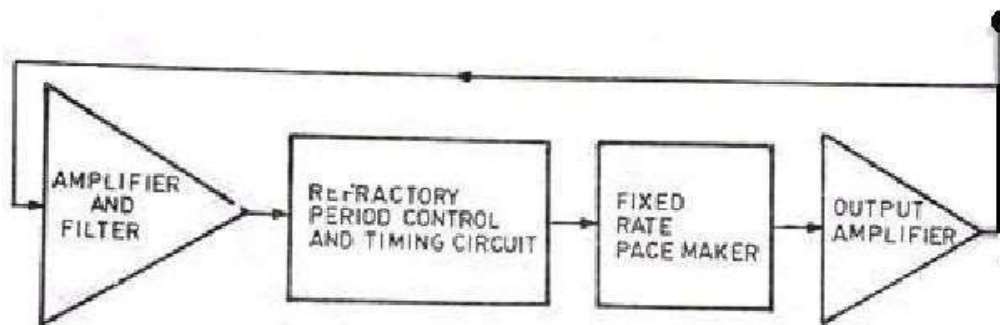 AMPLIFIER
AND
FILTER
REFRACTORY
PERIOD CONTROL
AND TIMING CIRCUIT
FIXED
RATE
PACE MAKER
OUTPUT
AMPLIFIER